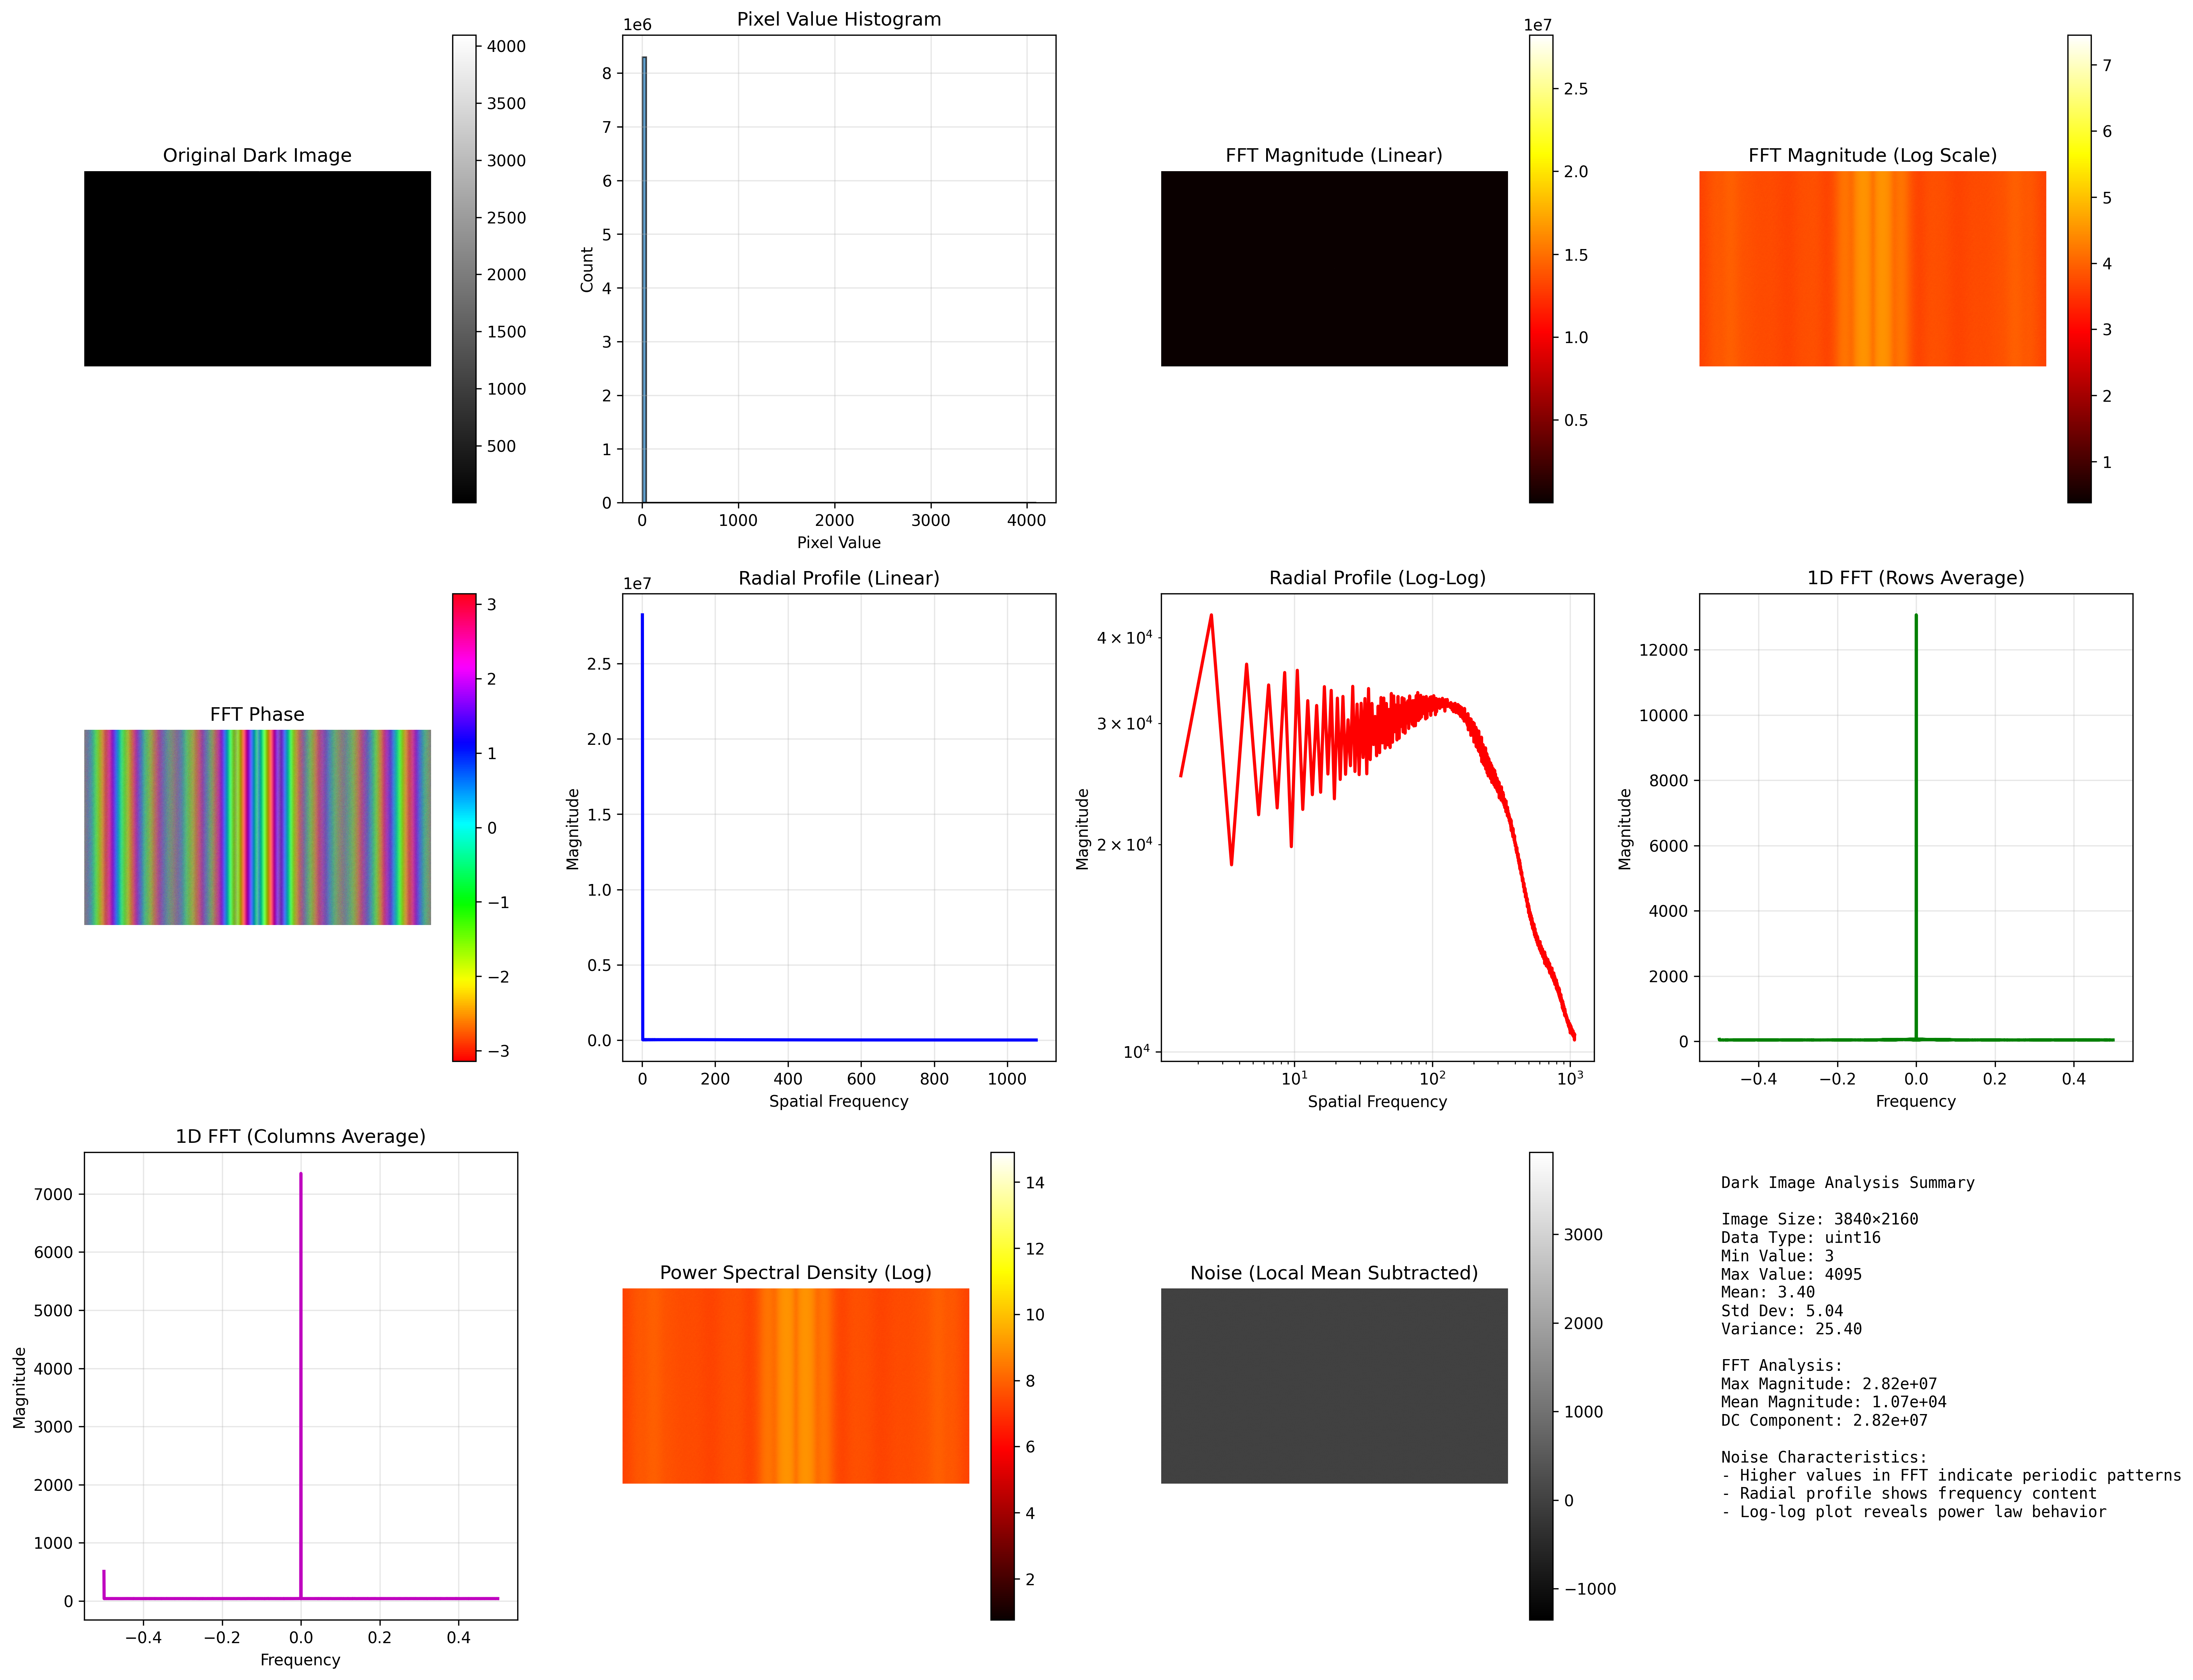 Original Dark Image
4000
3500
3000
2500
2000
1500
1000
500
Pixel Value Histogram
1e6
8
7
6
5
4
3
2
1
0
Count
0 1000 2000 3000 4000
Pixel Value
FFT Magnitude (Linear)
1e7
2.5
2.0
1.5
1.0
0.5
FFT Magnitude (Log Scale)
7
6
5
4
3
2
1
FFT Phase
3
2
1
0
−1
−2
−3
Radial Profile (Linear)
1e7
2.5
2.0
1.5
1.0
0.5
0.0
Magnitude
0 200 400 600 800 1000
Spatial Frequency
Radial Profile (Log-Log)
4 × 10⁴
3 × 10⁴
2 × 10⁴
10⁴
Magnitude
10¹ 10² 10³
Spatial Frequency
1D FFT (Rows Average)
12000
10000
8000
6000
4000
2000
0
Magnitude
−0.4 −0.2 0.0 0.2 0.4
Frequency
1D FFT (Columns Average)
7000
6000
5000
4000
3000
2000
1000
0
Magnitude
−0.4 −0.2 0.0 0.2 0.4
Frequency
Power Spectral Density (Log)
14
12
10
8
6
4
2
Noise (Local Mean Subtracted)
3000
2000
1000
0
−1000
Dark Image Analysis Summary
Image Size: 3840×2160
Data Type: uint16
Min Value: 3
Max Value: 4095
Mean: 3.40
Std Dev: 5.04
Variance: 25.40
FFT Analysis:
Max Magnitude: 2.82e+07
Mean Magnitude: 1.07e+04
DC Component: 2.82e+07
Noise Characteristics:
- Higher values in FFT indicate periodic patterns
- Radial profile shows frequency content
- Log-log plot reveals power law behavior